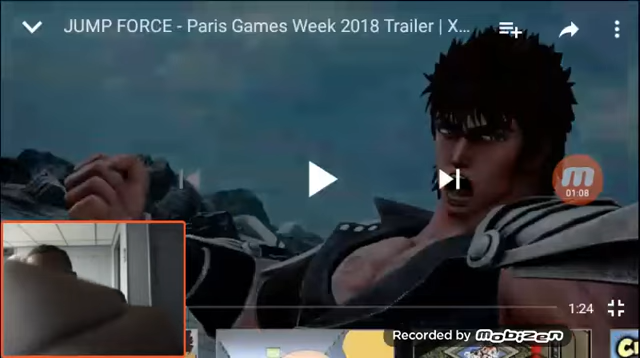 JUMP FORCE - Paris Games Week 2018 Trailer | X...
01:08
1:24
Recorded by mobizen